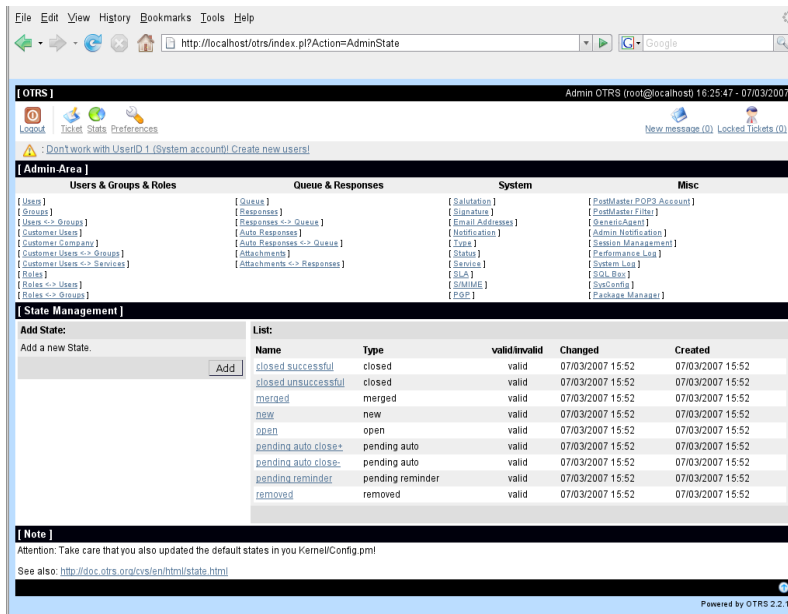 File Edit View History Bookmarks Tools Help
http://localhost/otrs/index.pl?Action=AdminState
G Google
[ OTRS ] Admin OTRS (root@localhost) 16:25:47 - 07/03/2007
Logout Ticket Stats Preferences New message (0) Locked Tickets (0)
: Don't work with UserID 1 (System account)! Create new users!
[ Admin-Area ]
Users & Groups & Roles Queue & Responses System Misc
[ Users ] [ Queue ] [ Salutation ] [ PostMaster POP3 Account ]
[ Groups ] [ Responses ] [ Signature ] [ PostMaster Filter ]
[ Users <-> Groups ] [ Responses <-> Queue ] [ Email Addresses ] [ GenericAgent ]
[ Customer Users ] [ Auto Responses ] [ Notification ] [ Admin Notification ]
[ Customer Company ] [ Auto Responses <-> Queue ] [ Type ] [ Session Management ]
[ Customer Users <-> Groups ] [ Attachments ] [ Status ] [ Performance Log ]
[ Customer Users <-> Services ] [ Attachments <-> Responses ] [ Service ] [ System Log ]
[ Roles ] [ SLA ] [ SQL Box ]
[ Roles <-> Users ] [ S/MIME ] [ SysConfig ]
[ Roles <-> Groups ] [ PGP ] [ Package Manager ]
[ State Management ]
Add State: List:
Add a new State.
Add
Name Type valid/invalid Changed Created
closed successful closed valid 07/03/2007 15:52 07/03/2007 15:52
closed unsuccessful closed valid 07/03/2007 15:52 07/03/2007 15:52
merged merged valid 07/03/2007 15:52 07/03/2007 15:52
new new valid 07/03/2007 15:52 07/03/2007 15:52
open open valid 07/03/2007 15:52 07/03/2007 15:52
pending auto close+ pending auto valid 07/03/2007 15:52 07/03/2007 15:52
pending auto close- pending auto valid 07/03/2007 15:52 07/03/2007 15:52
pending reminder pending reminder valid 07/03/2007 15:52 07/03/2007 15:52
removed removed valid 07/03/2007 15:52 07/03/2007 15:52
[ Note ]
Attention: Take care that you also updated the default states in you Kernel/Config.pm!
See also: http://doc.otrs.org/cvs/en/html/state.html
Powered by OTRS 2.2.1